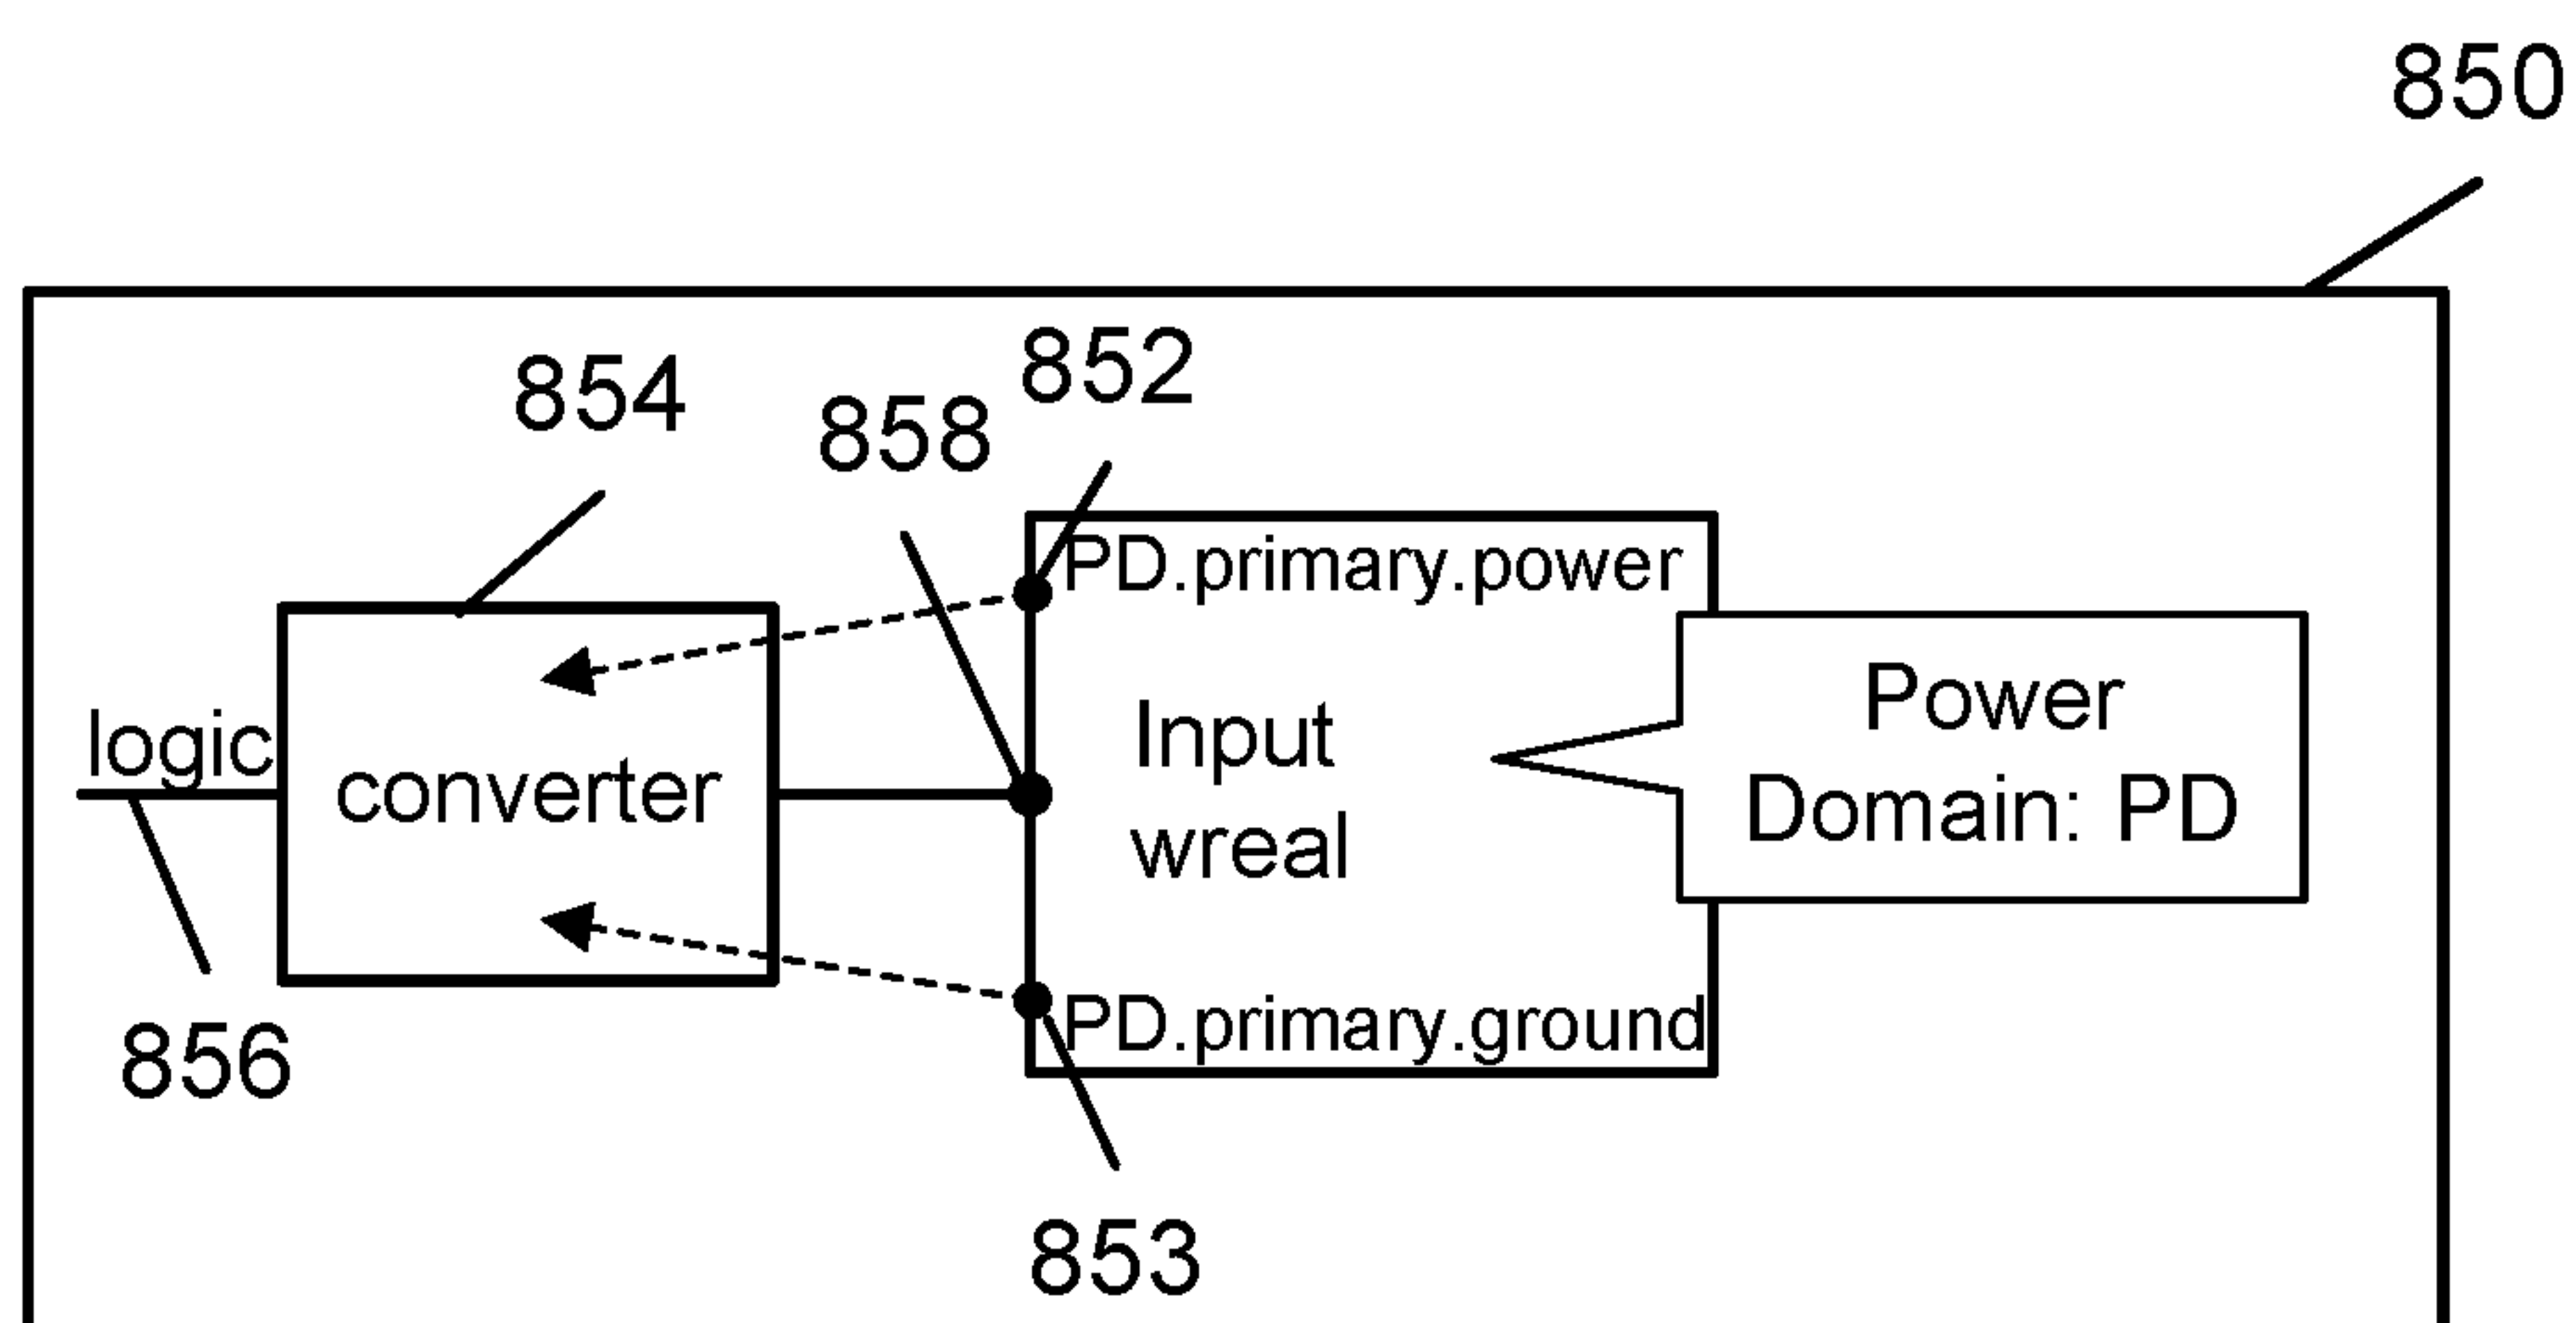 850
852
854
858
PD.primary.power
Power
Domain: PD
Input
wreal
logic
converter
PD.primary.ground
856
853